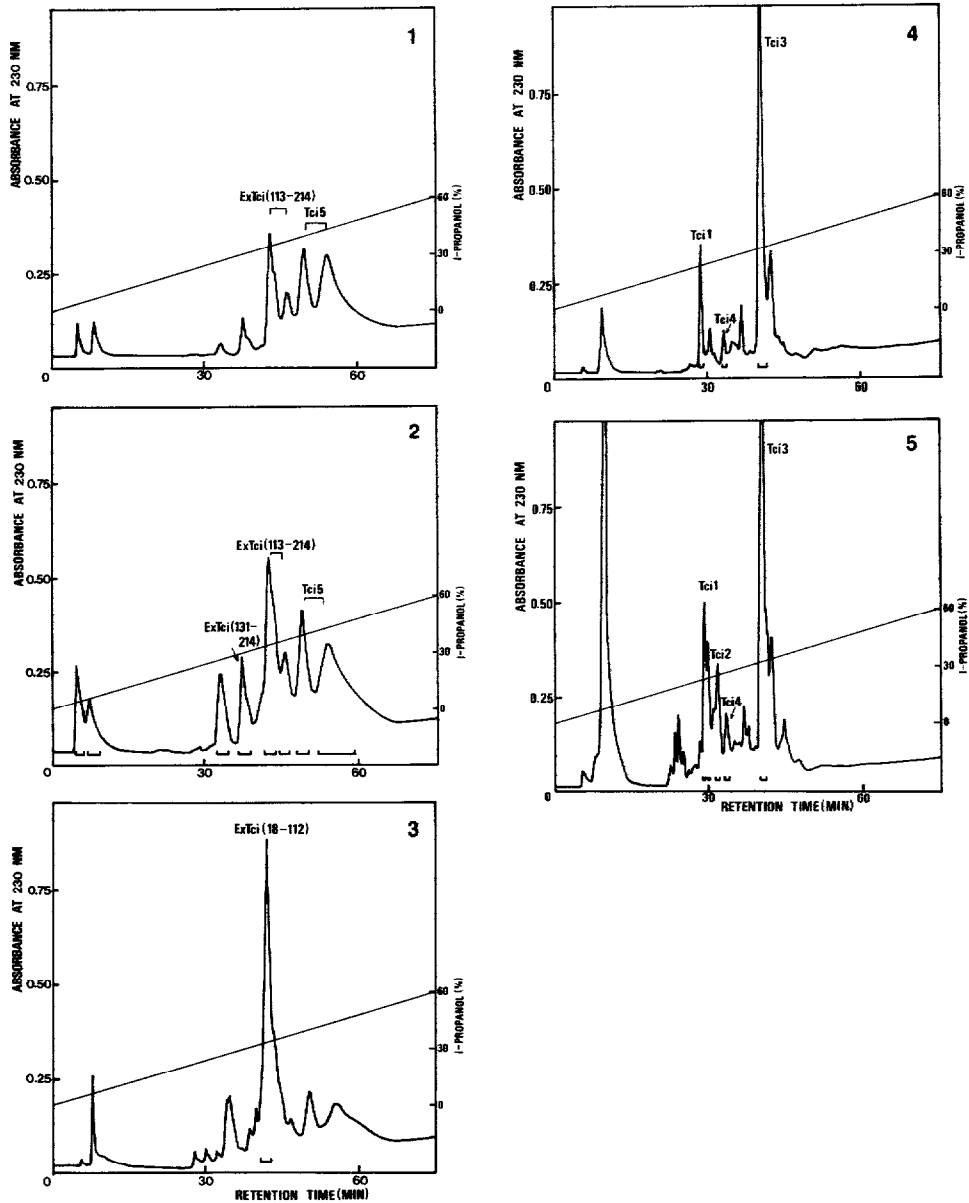 1
ABSORBANCE AT 230 NM
0.75
0.50
0.25
0
30
60
ExTci(113-214)
Tci5
60
30
0
i-PROPANOL(%)
2
ABSORBANCE AT 230 NM
0.75
0.50
0.25
0
30
60
ExTci(113-214)
Tci5
ExTci(131-
214)
60
30
0
i-PROPANOL(%)
3
ABSORBANCE AT 230 NM
0.75
0.50
0.25
0
30
60
ExTci(18-112)
60
30
0
i-PROPANOL(%)
RETENTION TIME(MIN)
4
ABSORBANCE AT 230 NM
0.75
0.50
0.25
0
30
60
Tci3
Tci1
Tci4
60
30
0
i-PROPANOL(%)
5
ABSORBANCE AT 230 NM
0.75
0.50
0.25
0
30
60
Tci3
Tci1
Tci2
Tci4
60
30
0
i-PROPANOL(%)
RETENTION TIME(MIN)